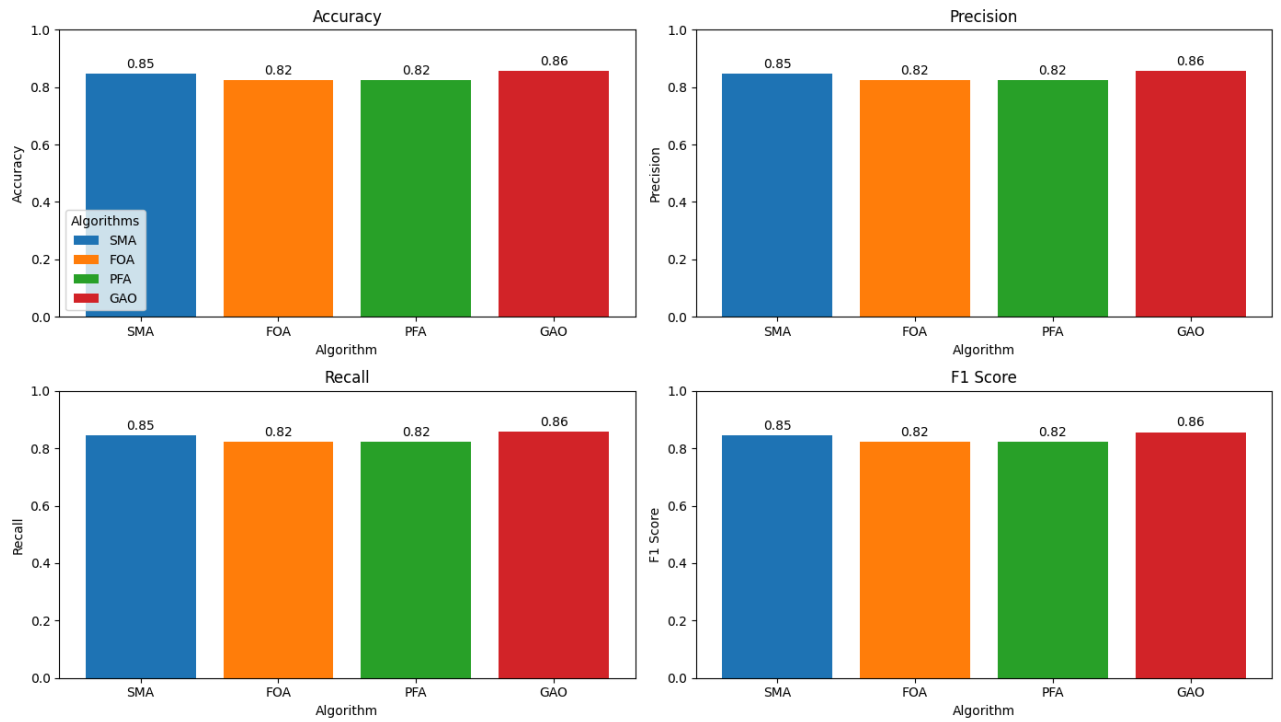 Accuracy
1.0
0.8
0.6
0.4
0.2
0.0
Accuracy
0.85
0.82
0.82
0.86
Algorithms
SMA
FOA
PFA
GAO
SMA FOA PFA GAO
Algorithm
Precision
1.0
0.8
0.6
0.4
0.2
0.0
Precision
0.85
0.82
0.82
0.86
SMA FOA PFA GAO
Algorithm
Recall
1.0
0.8
0.6
0.4
0.2
0.0
Recall
0.85
0.82
0.82
0.86
SMA FOA PFA GAO
Algorithm
F1 Score
1.0
0.8
0.6
0.4
0.2
0.0
F1 Score
0.85
0.82
0.82
0.86
SMA FOA PFA GAO
Algorithm